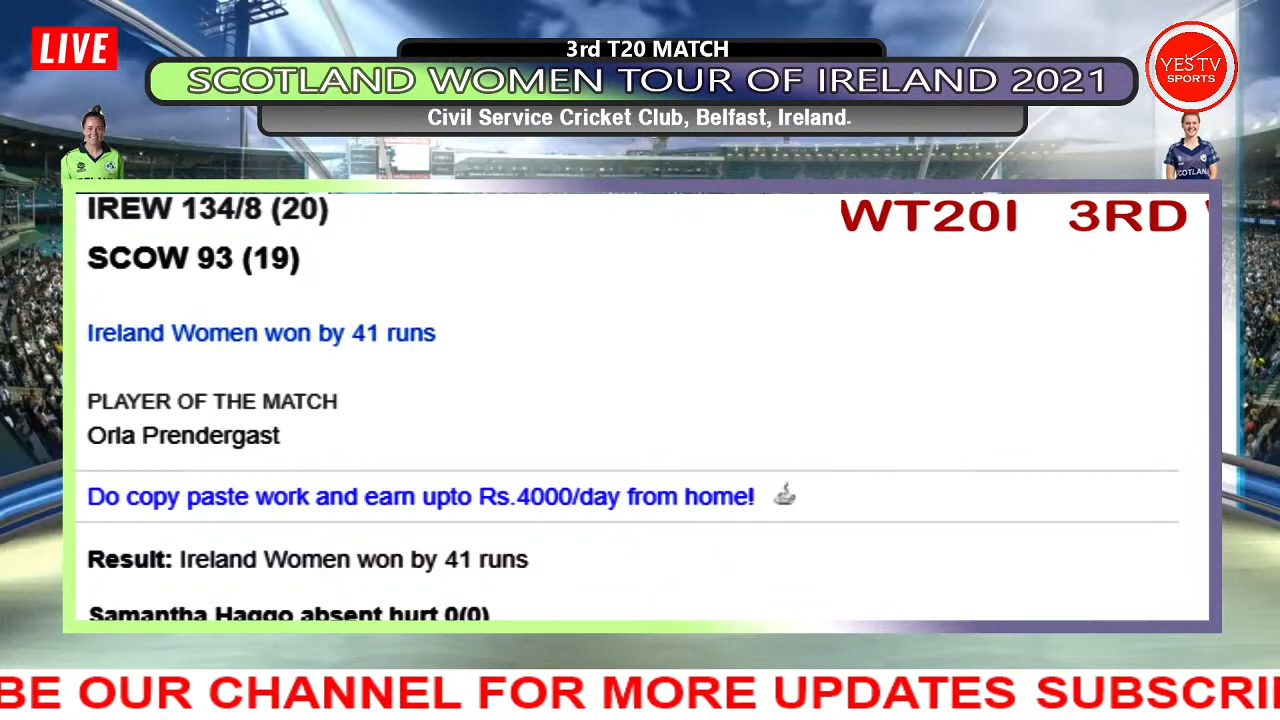 LIVE
3rd T20 MATCH
SCOTLAND WOMEN TOUR OF IRELAND 2021
YES TV
SPORTS
Civil Service Cricket Club, Belfast, Ireland.
SCOTLAND
IREW 134/8 (20)
WT20I 3RD
SCOW 93 (19)
Ireland Women won by 41 runs
PLAYER OF THE MATCH
Orla Prendergast
Do copy paste work and earn upto Rs.4000/day from home!
Result: Ireland Women won by 41 runs
Samantha Haggo absent hurt 0(0)
BE OUR CHANNEL FOR MORE UPDATES SUBSCRI